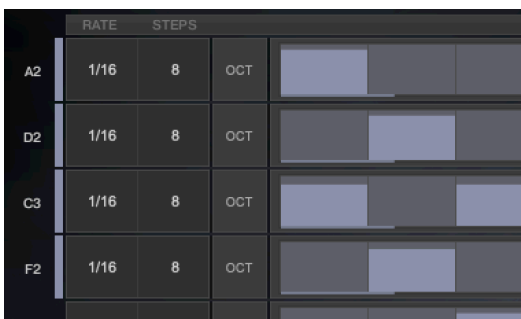 RATE STEPS
A2 1/16 8 OCT
D2 1/16 8 OCT
C3 1/16 8 OCT
F2 1/16 8 OCT